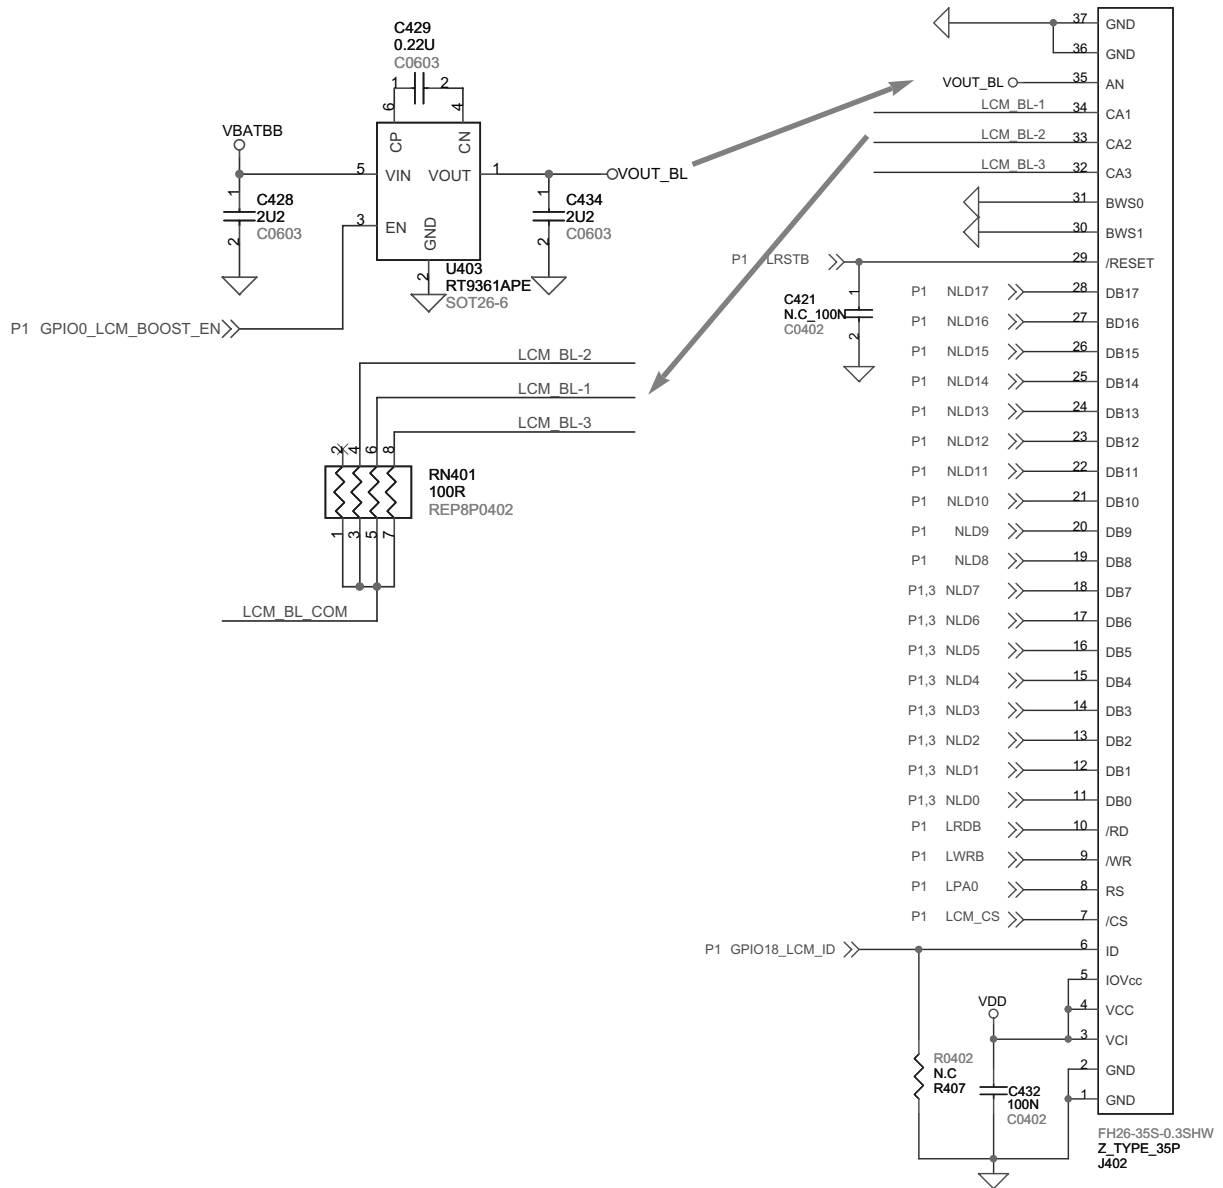 C429
0.22U
C0603
1 2
6 4
CP CN
VBATBB
5 VIN VOUT 1
VOUT_BL
1
C428
2U2
C0603
2
3 EN
GND
2
1
C434
2U2
C0603
2
U403
RT9361APE
SOT26-6
P1 GPIO0_LCM_BOOST_EN
LCM_BL-2
LCM_BL-1
LCM_BL-3
2 4 6 8
RN401
100R
REP8P0402
1 3 5 7
LCM_BL_COM
37 GND
36 GND
VOUT_BL 35 AN
LCM_BL-1 34 CA1
LCM_BL-2 33 CA2
LCM_BL-3 32 CA3
31 BWS0
30 BWS1
P1 LRSTB 29 /RESET
1
C421
N.C_100N
C0402
2
P1 NLD17 28 DB17
P1 NLD16 27 BD16
P1 NLD15 26 DB15
P1 NLD14 25 DB14
P1 NLD13 24 DB13
P1 NLD12 23 DB12
P1 NLD11 22 DB11
P1 NLD10 21 DB10
P1 NLD9 20 DB9
P1 NLD8 19 DB8
P1,3 NLD7 18 DB7
P1,3 NLD6 17 DB6
P1,3 NLD5 16 DB5
P1,3 NLD4 15 DB4
P1,3 NLD3 14 DB3
P1,3 NLD2 13 DB2
P1,3 NLD1 12 DB1
P1,3 NLD0 11 DB0
P1 LRDB 10 /RD
P1 LWRB 9 /WR
P1 LPA0 8 RS
P1 LCM_CS 7 /CS
P1 GPIO18_LCM_ID 6 ID
5 IOVcc
VDD
4 VCC
3 VCI
2 GND
1 GND
R0402
N.C
R407
C432
100N
C0402
FH26-35S-0.3SHW
Z_TYPE_35P
J402